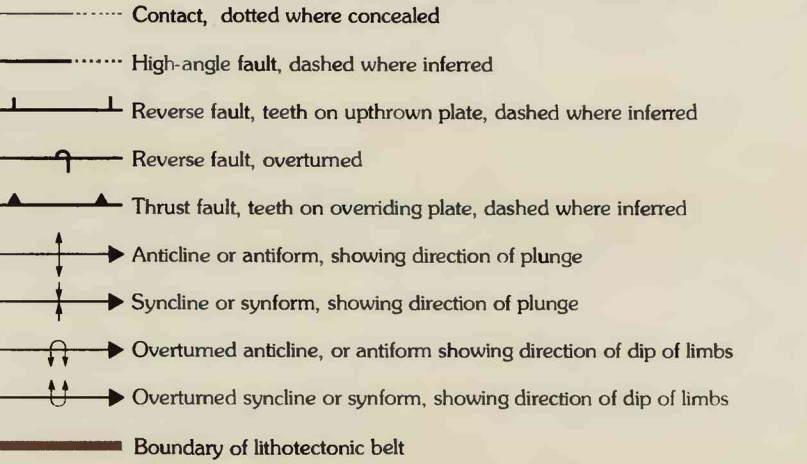 Contact, dotted where concealed
High-angle fault, dashed where inferred
Reverse fault, teeth on upthrown plate, dashed where inferred
Reverse fault, overturned
Thrust fault, teeth on overriding plate, dashed where inferred
Anticline or antiform, showing direction of plunge
Syncline or synform, showing direction of plunge
Overturned anticline, or antiform showing direction of dip of limbs
Overturned syncline or synform, showing direction of dip of limbs
Boundary of lithotectonic belt